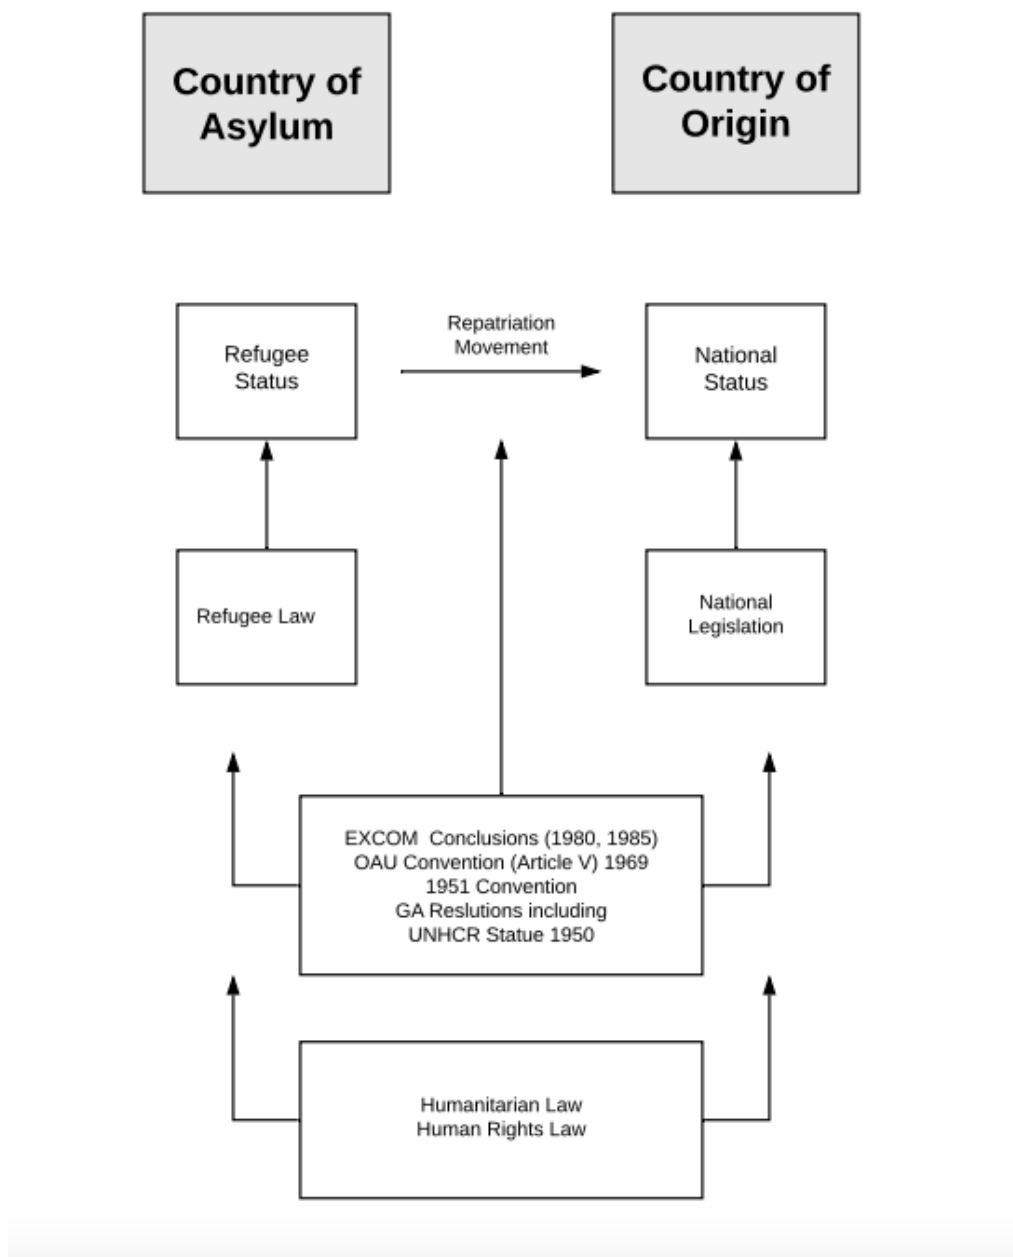 Country of
Asylum
Country of
Origin
Refugee
Status
Repatriation
Movement
National
Status
Refugee Law
National
Legislation
EXCOM  Conclusions (1980, 1985)
OAU Convention (Article V) 1969
1951 Convention
GA Reslutions including
UNHCR Statue 1950
Humanitarian Law
Human Rights Law